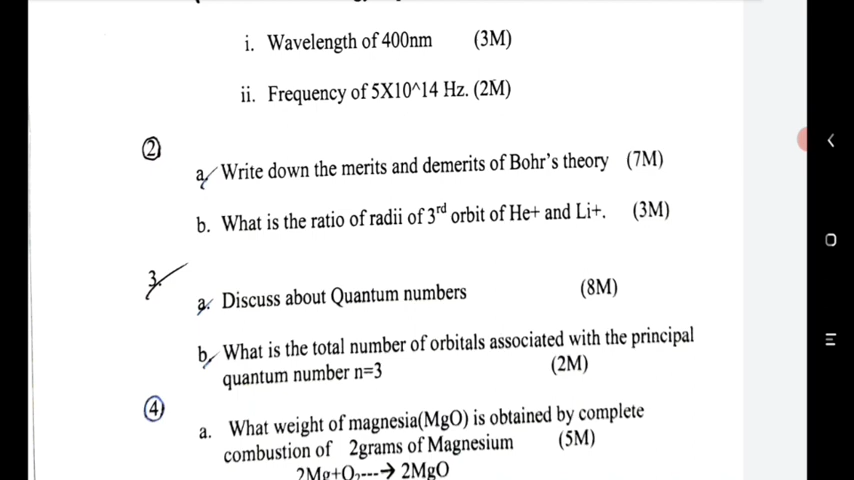 i. Wavelength of 400nm (3M)
ii. Frequency of 5X10^14 Hz. (2M)
2
a. Write down the merits and demerits of Bohr's theory (7M)
b. What is the ratio of radii of 3rd orbit of He+ and Li+. (3M)
3.
a. Discuss about Quantum numbers (8M)
b. What is the total number of orbitals associated with the principal
quantum number n=3 (2M)
4
a. What weight of magnesia(MgO) is obtained by complete
combustion of 2grams of Magnesium (5M)
2Mg+O2---→ 2MgO